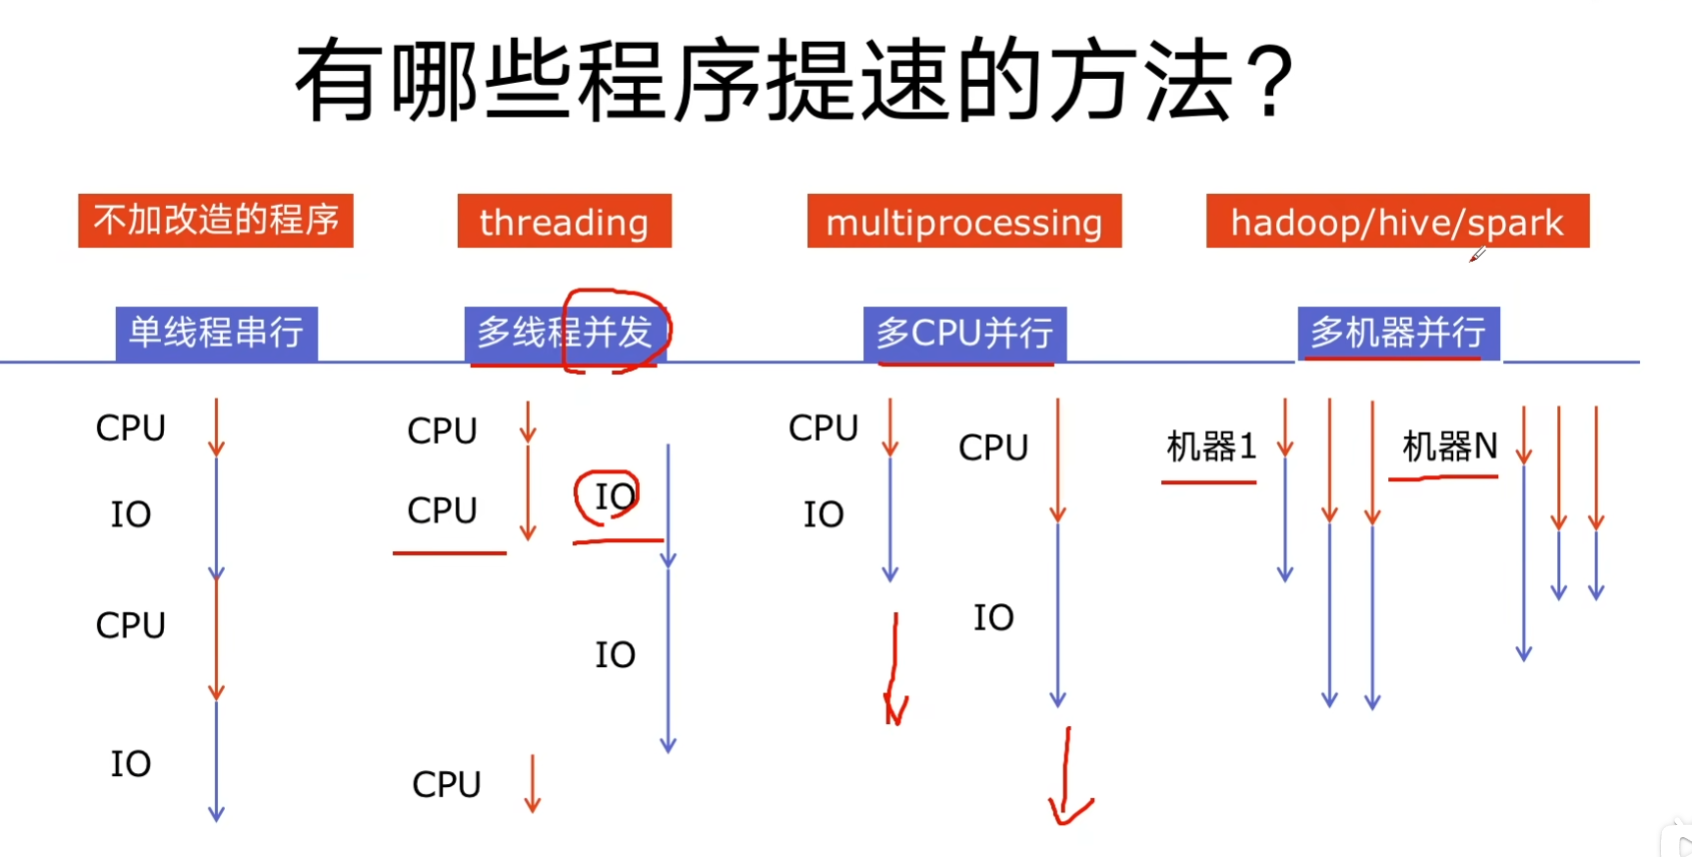 有哪些程序提速的方法?
不加改造的程序 threading multiprocessing hadoop/hive/spark
单线程串行 多线程并发 多CPU并行 多机器并行
CPU CPU CPU CPU 机器1 机器N
IO CPU IO IO
CPU IO IO
IO CPU